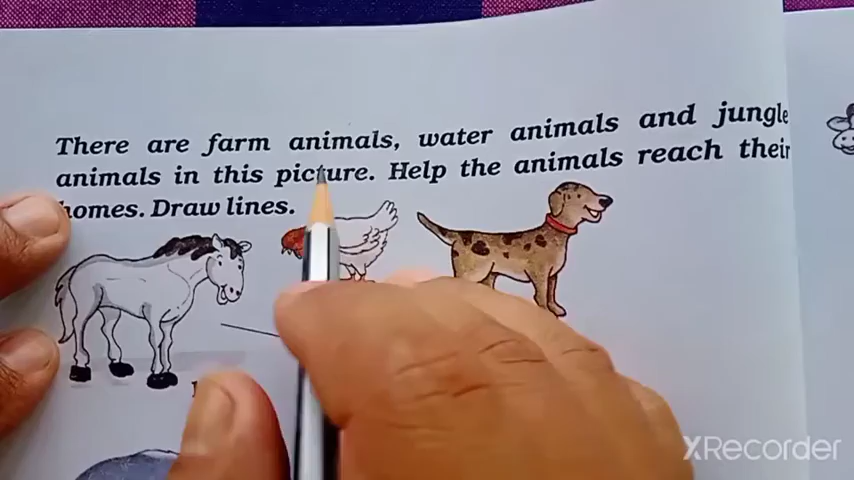 There are farm animals, water animals and jungle
animals in this picture. Help the animals reach their
homes. Draw lines.
XRecorder